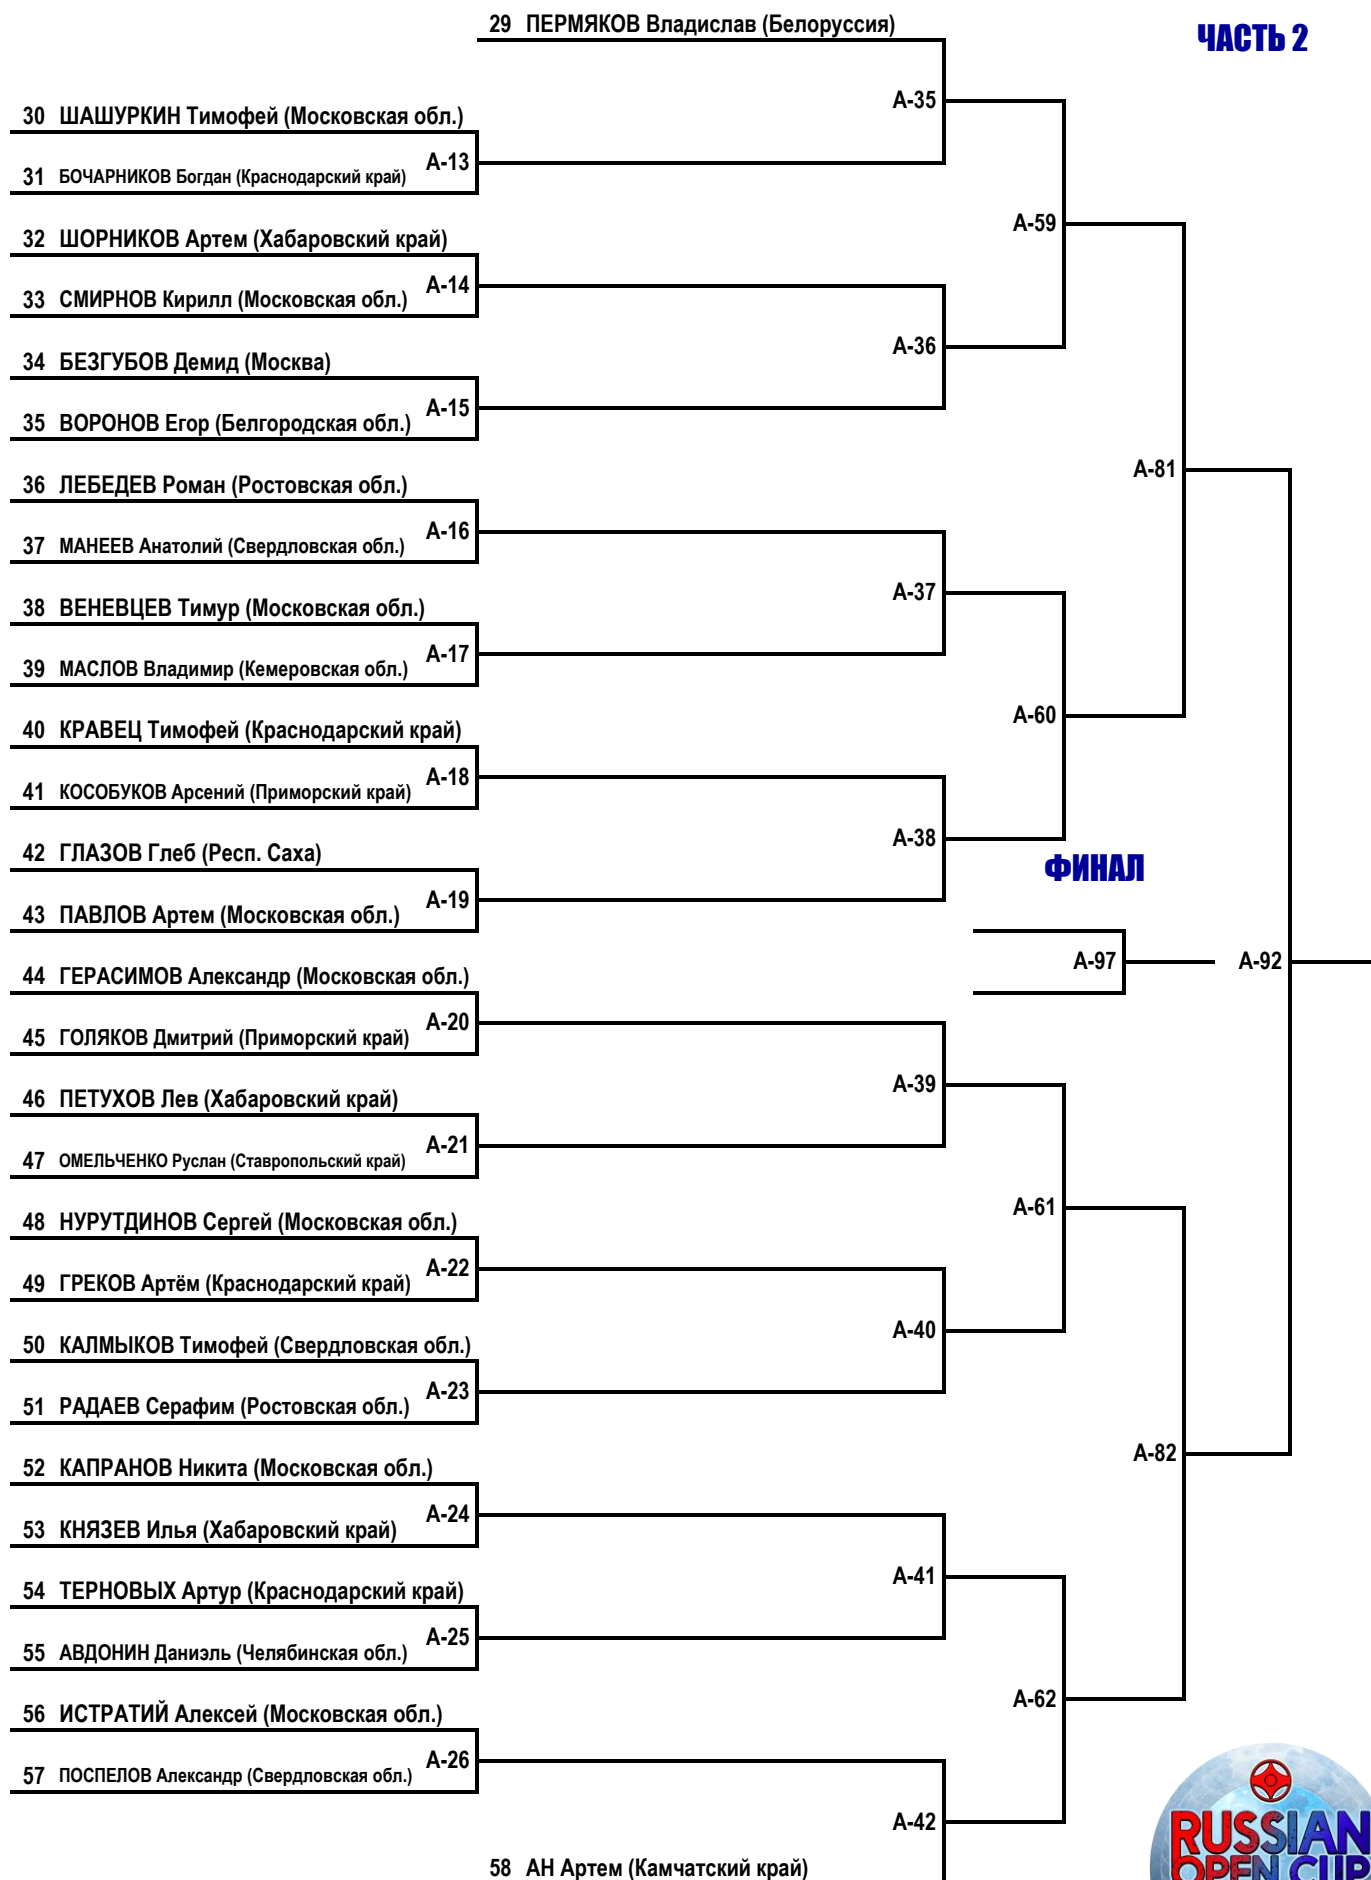 29 ПЕРМЯКОВ Владислав (Белоруссия)
ЧАСТЬ 2
А-35
30 ШАШУРКИН Тимофей (Московская обл.)
А-13
31 БОЧАРНИКОВ Богдан (Краснодарский край)
А-59
32 ШОРНИКОВ Артем (Хабаровский край)
А-14
33 СМИРНОВ Кирилл (Московская обл.)
А-36
34 БЕЗГУБОВ Демид (Москва)
А-15
35 ВОРОНОВ Егор (Белгородская обл.)
А-81
36 ЛЕБЕДЕВ Роман (Ростовская обл.)
А-16
37 МАНЕЕВ Анатолий (Свердловская обл.)
А-37
38 ВЕНЕВЦЕВ Тимур (Московская обл.)
А-17
39 МАСЛОВ Владимир (Кемеровская обл.)
А-60
40 КРАВЕЦ Тимофей (Краснодарский край)
А-18
41 КОСОБУКОВ Арсений (Приморский край)
А-38
42 ГЛАЗОВ Глеб (Респ. Саха)
ФИНАЛ
А-19
43 ПАВЛОВ Артем (Московская обл.)
А-97
А-92
44 ГЕРАСИМОВ Александр (Московская обл.)
А-20
45 ГОЛЯКОВ Дмитрий (Приморский край)
А-39
46 ПЕТУХОВ Лев (Хабаровский край)
А-21
47 ОМЕЛЬЧЕНКО Руслан (Ставропольский край)
А-61
48 НУРУТДИНОВ Сергей (Московская обл.)
А-22
49 ГРЕКОВ Артём (Краснодарский край)
А-40
50 КАЛМЫКОВ Тимофей (Свердловская обл.)
А-23
51 РАДАЕВ Серафим (Ростовская обл.)
А-82
52 КАПРАНОВ Никита (Московская обл.)
А-24
53 КНЯЗЕВ Илья (Хабаровский край)
А-41
54 ТЕРНОВЫХ Артур (Краснодарский край)
А-25
55 АВДОНИН Даниэль (Челябинская обл.)
А-62
56 ИСТРАТИЙ Алексей (Московская обл.)
А-26
57 ПОСПЕЛОВ Александр (Свердловская обл.)
А-42
58 АН Артем (Камчатский край)
RUSSIAN
OPEN CUP